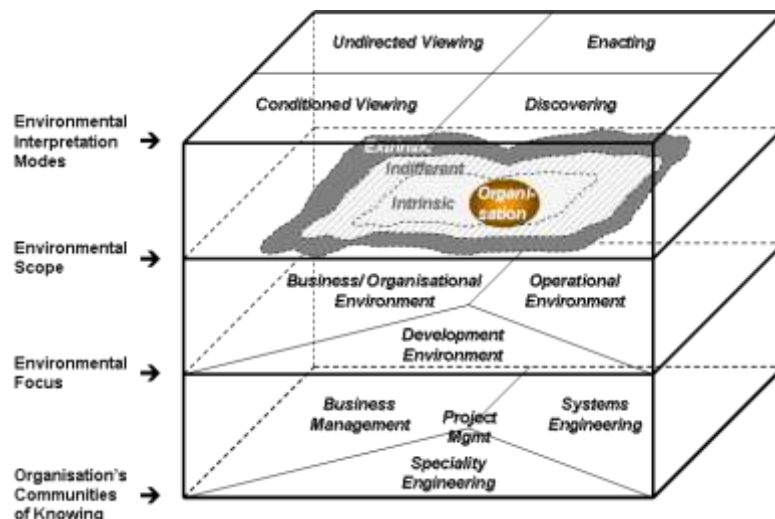 Undirected Viewing
Enacting
Conditioned Viewing
Discovering
Environmental
Interpretation
Modes
Extrinsic
Indifferent
Intrinsic
Organi-
sation
Environmental
Scope
Business/Organisational
Environment
Operational
Environment
Development
Environment
Environmental
Focus
Business
Management
Project
Mgmt
Systems
Engineering
Speciality
Engineering
Organisation's
Communities
of Knowing